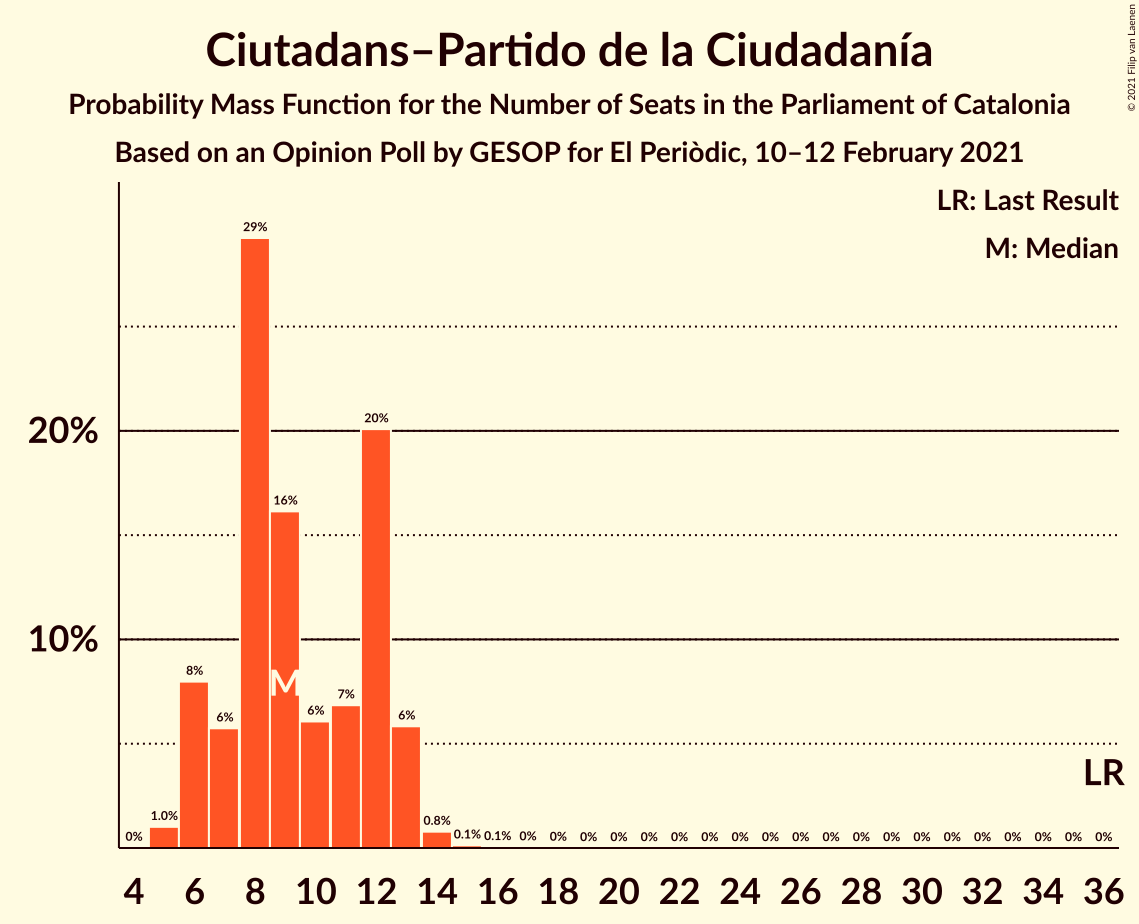 Ciutadans–Partido de la Ciudadanía
Probability Mass Function for the Number of Seats in the Parliament of Catalonia
Based on an Opinion Poll by GESOP for El Periòdic, 10–12 February 2021
© 2021 Filip van Laenen
LR: Last Result
M: Median
20%
10%
0% 1.0% 8% 6% 29% 16% 6% 7% 20% 6% 0.8% 0.1% 0.1% 0% 0% 0% 0% 0% 0% 0% 0% 0% 0% 0% 0% 0% 0% 0% 0% 0% 0% 0% 0%
M
LR
4 6 8 10 12 14 16 18 20 22 24 26 28 30 32 34 36